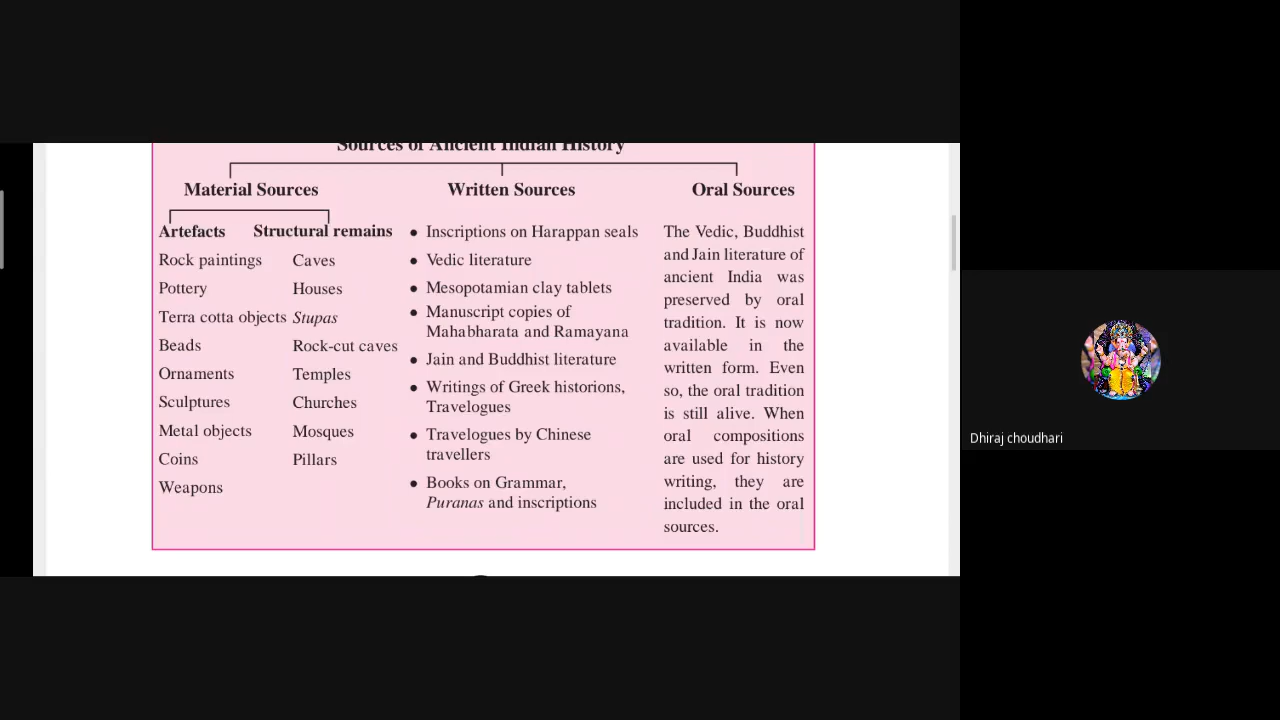 Sources of Ancient Indian History
Material Sources
Written Sources
Oral Sources
Artefacts
Structural remains
Rock paintings
Caves
Pottery
Houses
Terra cotta objects
Stupas
Beads
Rock-cut caves
Ornaments
Temples
Sculptures
Churches
Metal objects
Mosques
Coins
Pillars
Weapons
● Inscriptions on Harappan seals
● Vedic literature
● Mesopotamian clay tablets
● Manuscript copies of
Mahabharata and Ramayana
● Jain and Buddhist literature
● Writings of Greek historions,
Travelogues
● Travelogues by Chinese
travellers
● Books on Grammar,
Puranas and inscriptions
The Vedic, Buddhist
and Jain literature of
ancient India was
preserved by oral
tradition. It is now
available in the
written form. Even
so, the oral tradition
is still alive. When
oral compositions
are used for history
writing, they are
included in the oral
sources.
Dhiraj choudhari